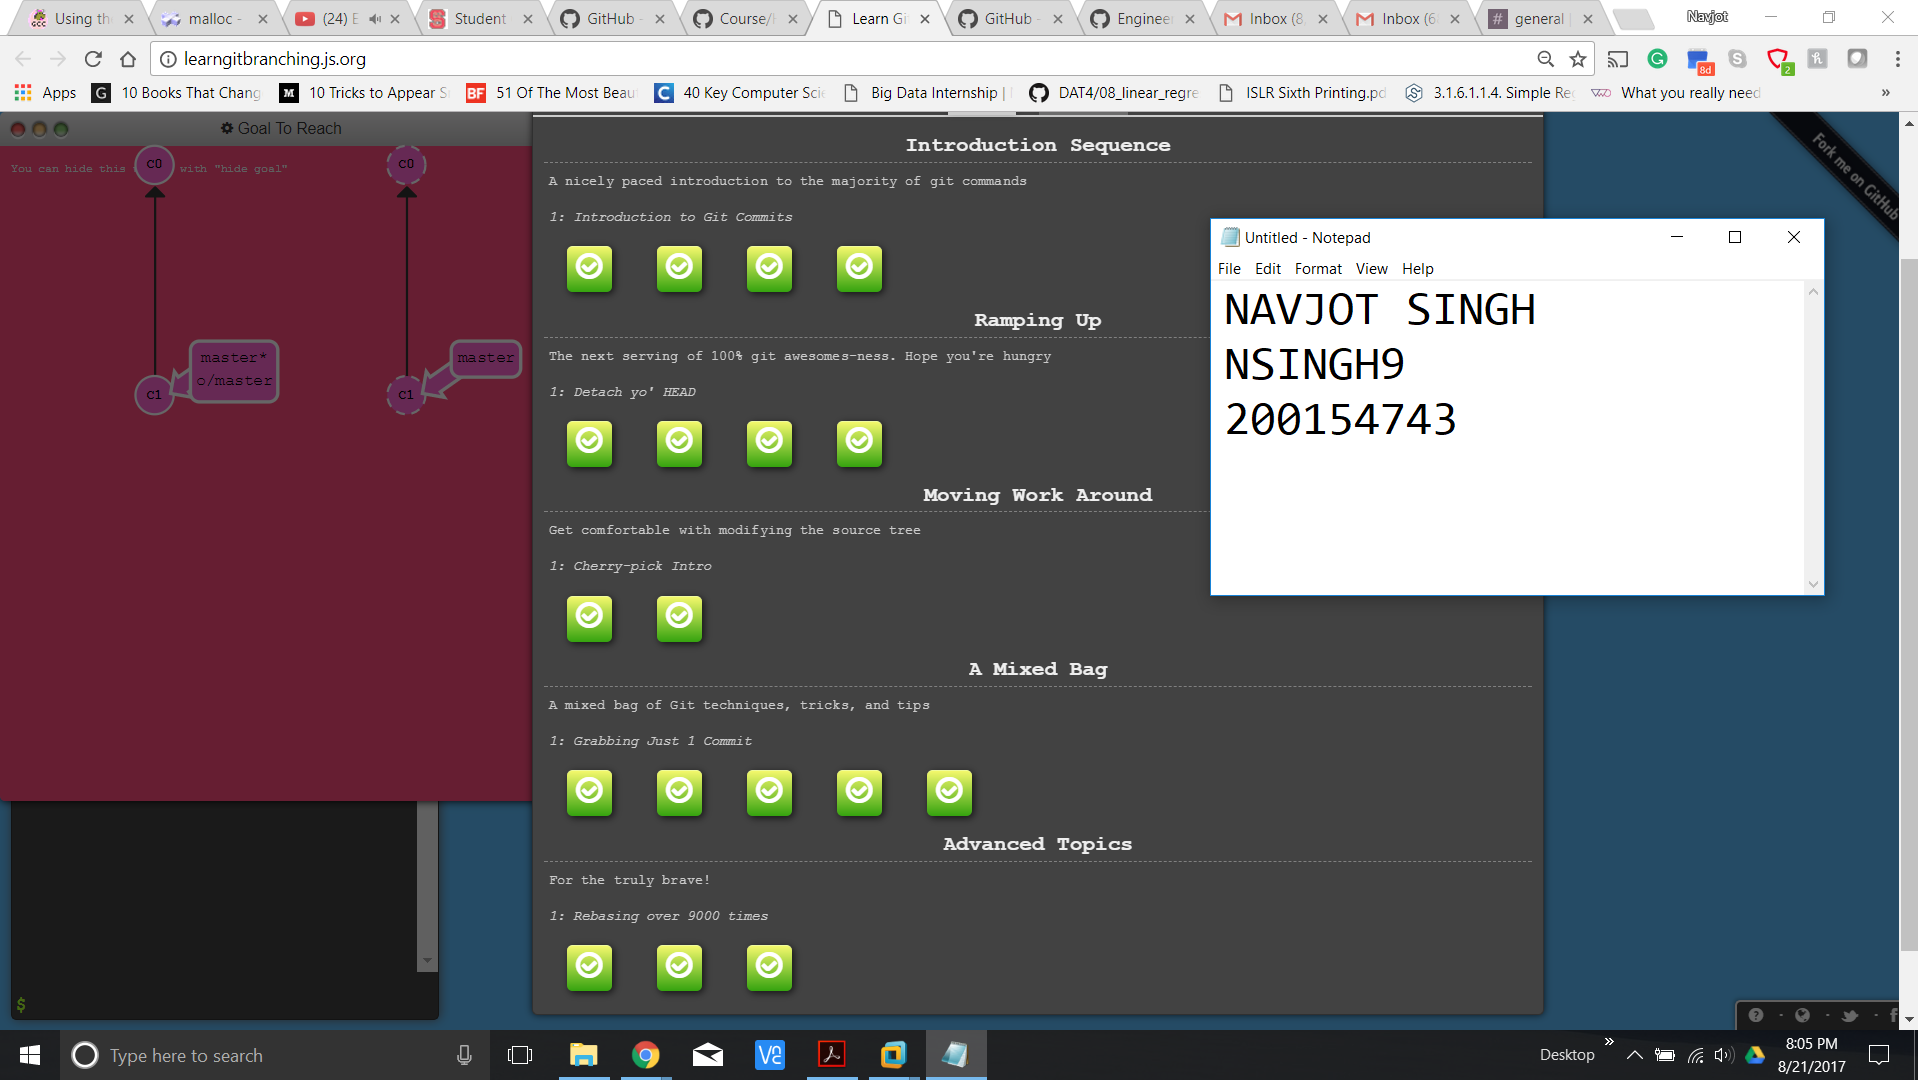 Using the
malloc -
(24) E
Student
GitHub -
Course/
Learn Gi
GitHub -
Enginee
Inbox (8,
Inbox (6
general
Navjot
learngitbranching.js.org
8d
2
Apps
10 Books That Chang
10 Tricks to Appear S
BF
51 Of The Most Beau
40 Key Computer Scie
Big Data Internship |
DAT4/08_linear_regre
ISLR Sixth Printing.pd
3.1.6.1.1.4. Simple Re
What you really need
»
Goal To Reach
You can hide this
with "hide goal"
c0
c0
master*
o/master
master
c1
c1
$
Introduction Sequence
A nicely paced introduction to the majority of git commands
1: Introduction to Git Commits
Ramping Up
The next serving of 100% git awesomes-ness. Hope you're hungry
1: Detach yo' HEAD
Moving Work Around
Get comfortable with modifying the source tree
1: Cherry-pick Intro
A Mixed Bag
A mixed bag of Git techniques, tricks, and tips
1: Grabbing Just 1 Commit
Advanced Topics
For the truly brave!
1: Rebasing over 9000 times
Fork me on GitHub
Untitled - Notepad
File Edit Format View Help
NAVJOT SINGH
NSINGH9
200154743
Type here to search
Desktop
»
8:05 PM
8/21/2017